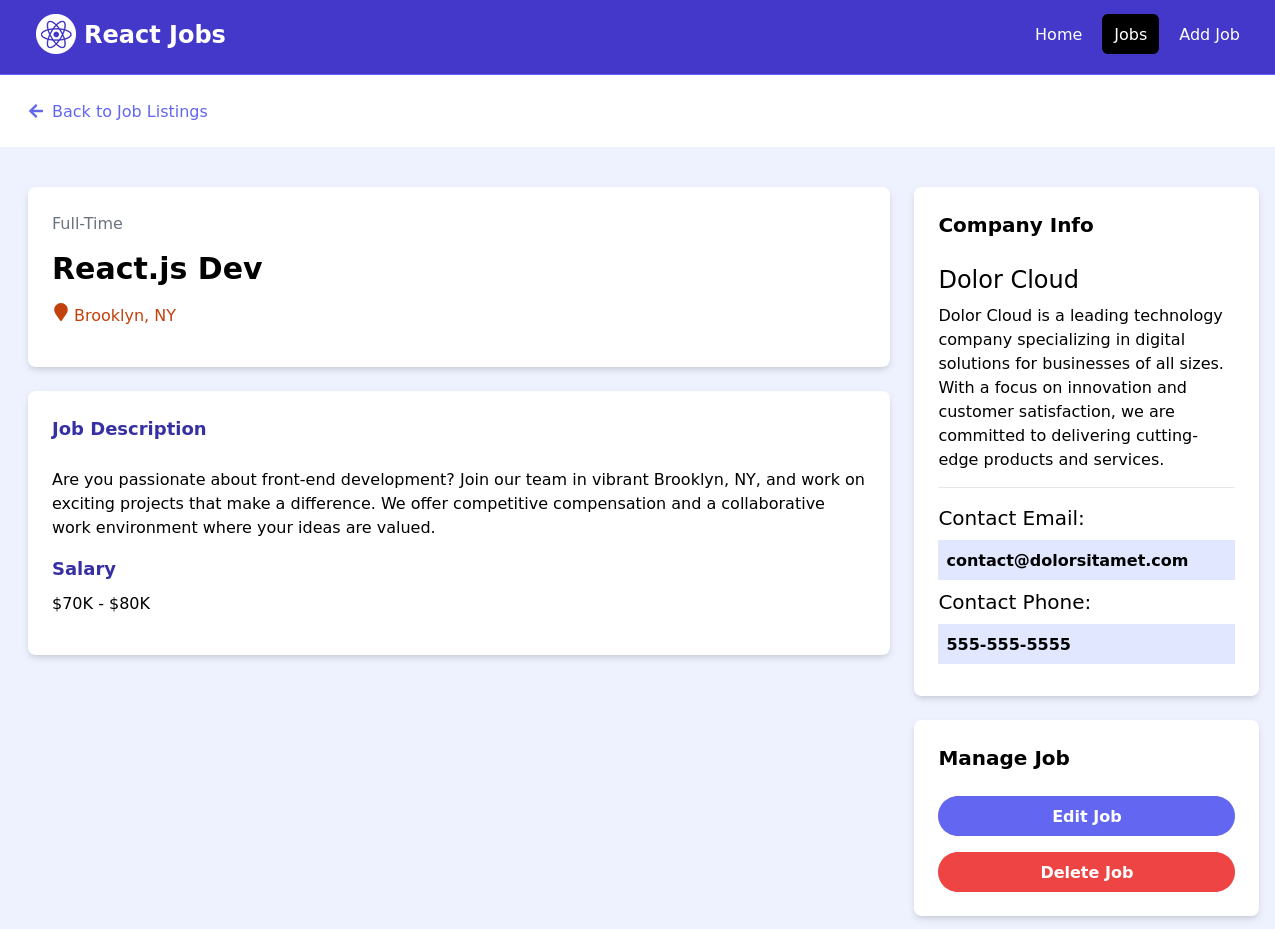 React Jobs
Home
Jobs
Add Job
Back to Job Listings
Full-Time
React.js Dev
Brooklyn, NY
Job Description
Are you passionate about front-end development? Join our team in vibrant Brooklyn, NY, and work on
exciting projects that make a difference. We offer competitive compensation and a collaborative
work environment where your ideas are valued.
Salary
$70K - $80K
Company Info
Dolor Cloud
Dolor Cloud is a leading technology
company specializing in digital
solutions for businesses of all sizes.
With a focus on innovation and
customer satisfaction, we are
committed to delivering cutting-
edge products and services.
Contact Email:
contact@dolorsitamet.com
Contact Phone:
555-555-5555
Manage Job
Edit Job
Delete Job